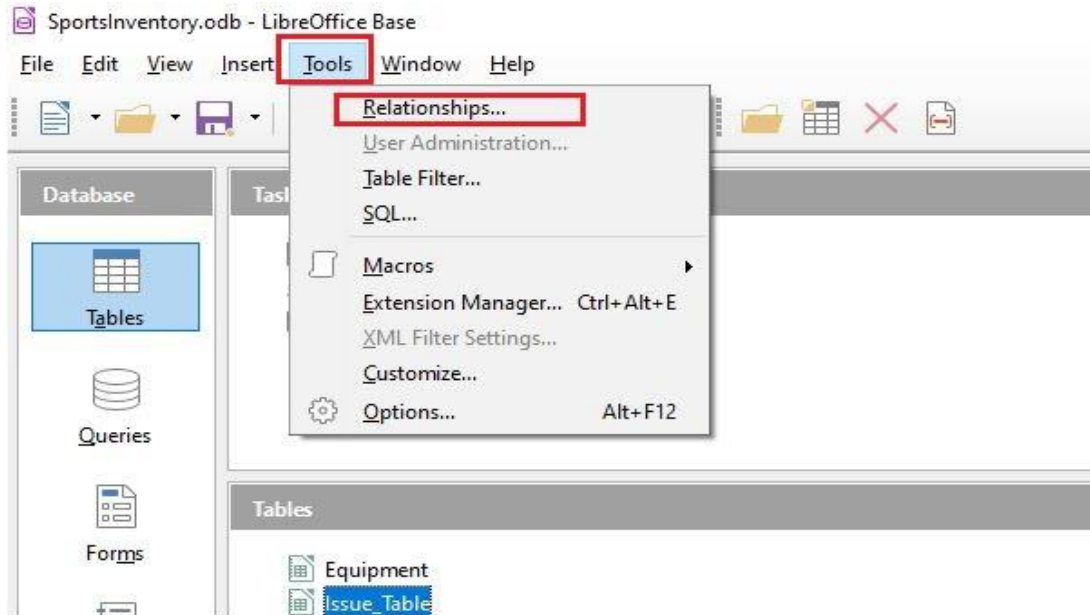 SportsInventory.odb - LibreOffice Base
File Edit View Insert Tools Window Help
Relationships...
User Administration...
Table Filter...
SQL...
Macros
Extension Manager... Ctrl+Alt+E
XML Filter Settings...
Customize...
Options... Alt+F12
Database
Tables
Queries
Forms
Tables
Equipment
Issue_Table